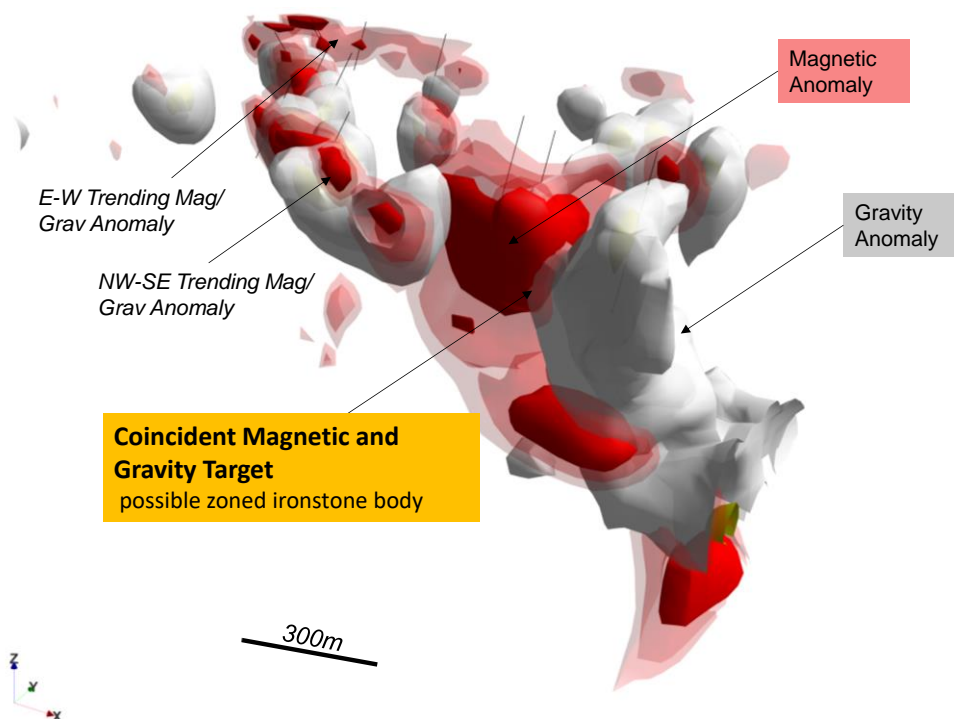 Magnetic
Anomaly
E-W Trending Mag/
Grav Anomaly
Gravity
Anomaly
NW-SE Trending Mag/
Grav Anomaly
Coincident Magnetic and
Gravity Target
possible zoned ironstone body
300m
Z
Y
X